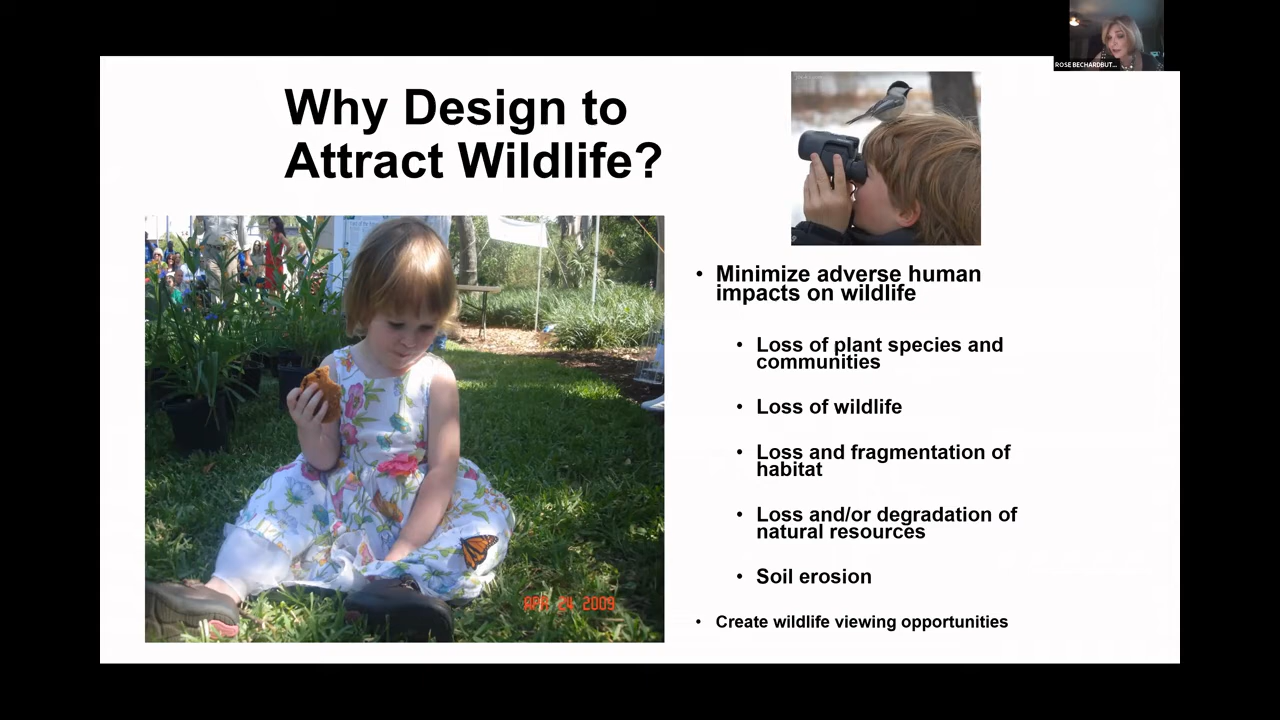 ROSE BECHARDBUT...
Why Design to
Attract Wildlife?
• Minimize adverse human
impacts on wildlife
• Loss of plant species and
communities
• Loss of wildlife
• Loss and fragmentation of
habitat
• Loss and/or degradation of
natural resources
• Soil erosion
• Create wildlife viewing opportunities
APR 24 2009